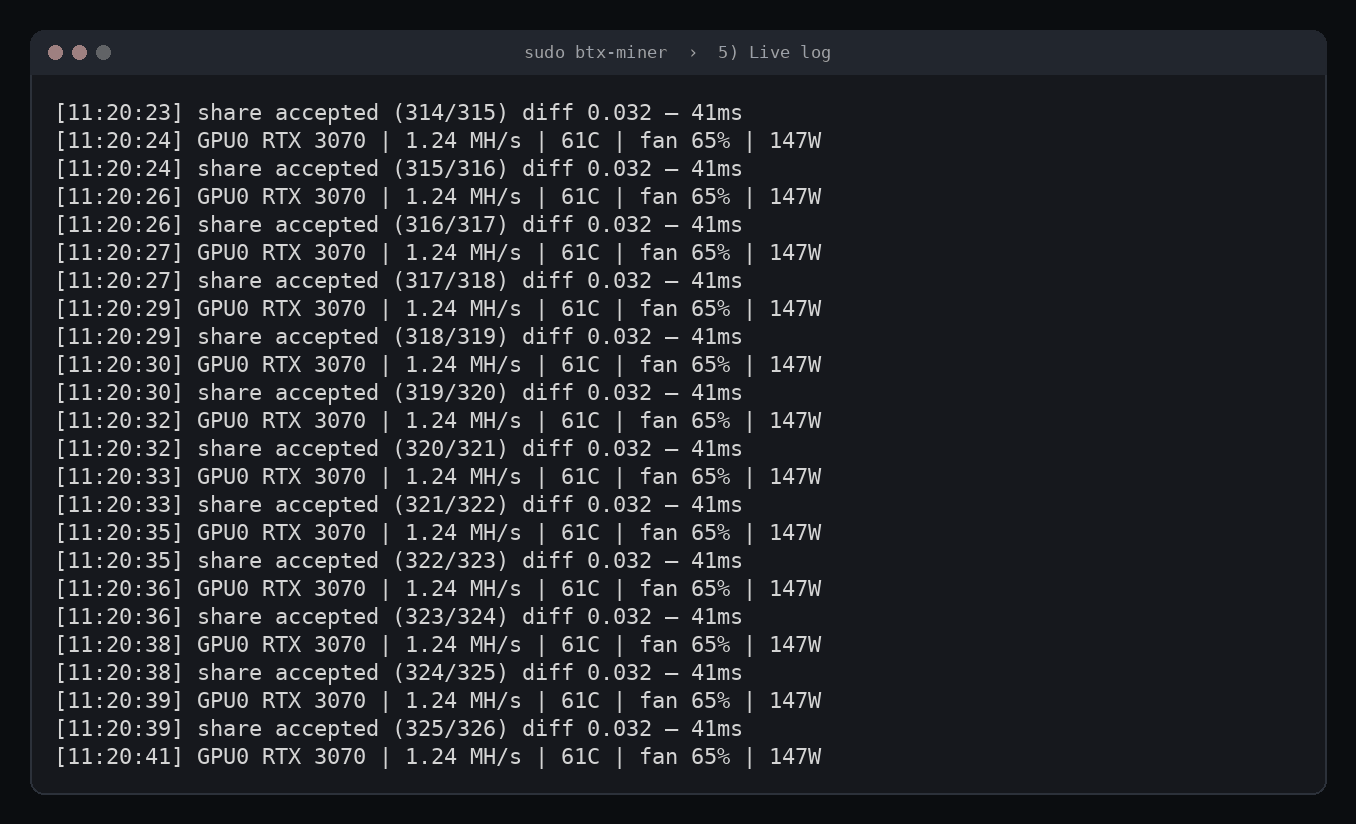 sudo btx-miner › 5) Live log
[11:20:23] share accepted (314/315) diff 0.032 — 41ms
[11:20:24] GPU0 RTX 3070 | 1.24 MH/s | 61C | fan 65% | 147W
[11:20:24] share accepted (315/316) diff 0.032 — 41ms
[11:20:26] GPU0 RTX 3070 | 1.24 MH/s | 61C | fan 65% | 147W
[11:20:26] share accepted (316/317) diff 0.032 — 41ms
[11:20:27] GPU0 RTX 3070 | 1.24 MH/s | 61C | fan 65% | 147W
[11:20:27] share accepted (317/318) diff 0.032 — 41ms
[11:20:29] GPU0 RTX 3070 | 1.24 MH/s | 61C | fan 65% | 147W
[11:20:29] share accepted (318/319) diff 0.032 — 41ms
[11:20:30] GPU0 RTX 3070 | 1.24 MH/s | 61C | fan 65% | 147W
[11:20:30] share accepted (319/320) diff 0.032 — 41ms
[11:20:32] GPU0 RTX 3070 | 1.24 MH/s | 61C | fan 65% | 147W
[11:20:32] share accepted (320/321) diff 0.032 — 41ms
[11:20:33] GPU0 RTX 3070 | 1.24 MH/s | 61C | fan 65% | 147W
[11:20:33] share accepted (321/322) diff 0.032 — 41ms
[11:20:35] GPU0 RTX 3070 | 1.24 MH/s | 61C | fan 65% | 147W
[11:20:35] share accepted (322/323) diff 0.032 — 41ms
[11:20:36] GPU0 RTX 3070 | 1.24 MH/s | 61C | fan 65% | 147W
[11:20:36] share accepted (323/324) diff 0.032 — 41ms
[11:20:38] GPU0 RTX 3070 | 1.24 MH/s | 61C | fan 65% | 147W
[11:20:38] share accepted (324/325) diff 0.032 — 41ms
[11:20:39] GPU0 RTX 3070 | 1.24 MH/s | 61C | fan 65% | 147W
[11:20:39] share accepted (325/326) diff 0.032 — 41ms
[11:20:41] GPU0 RTX 3070 | 1.24 MH/s | 61C | fan 65% | 147W